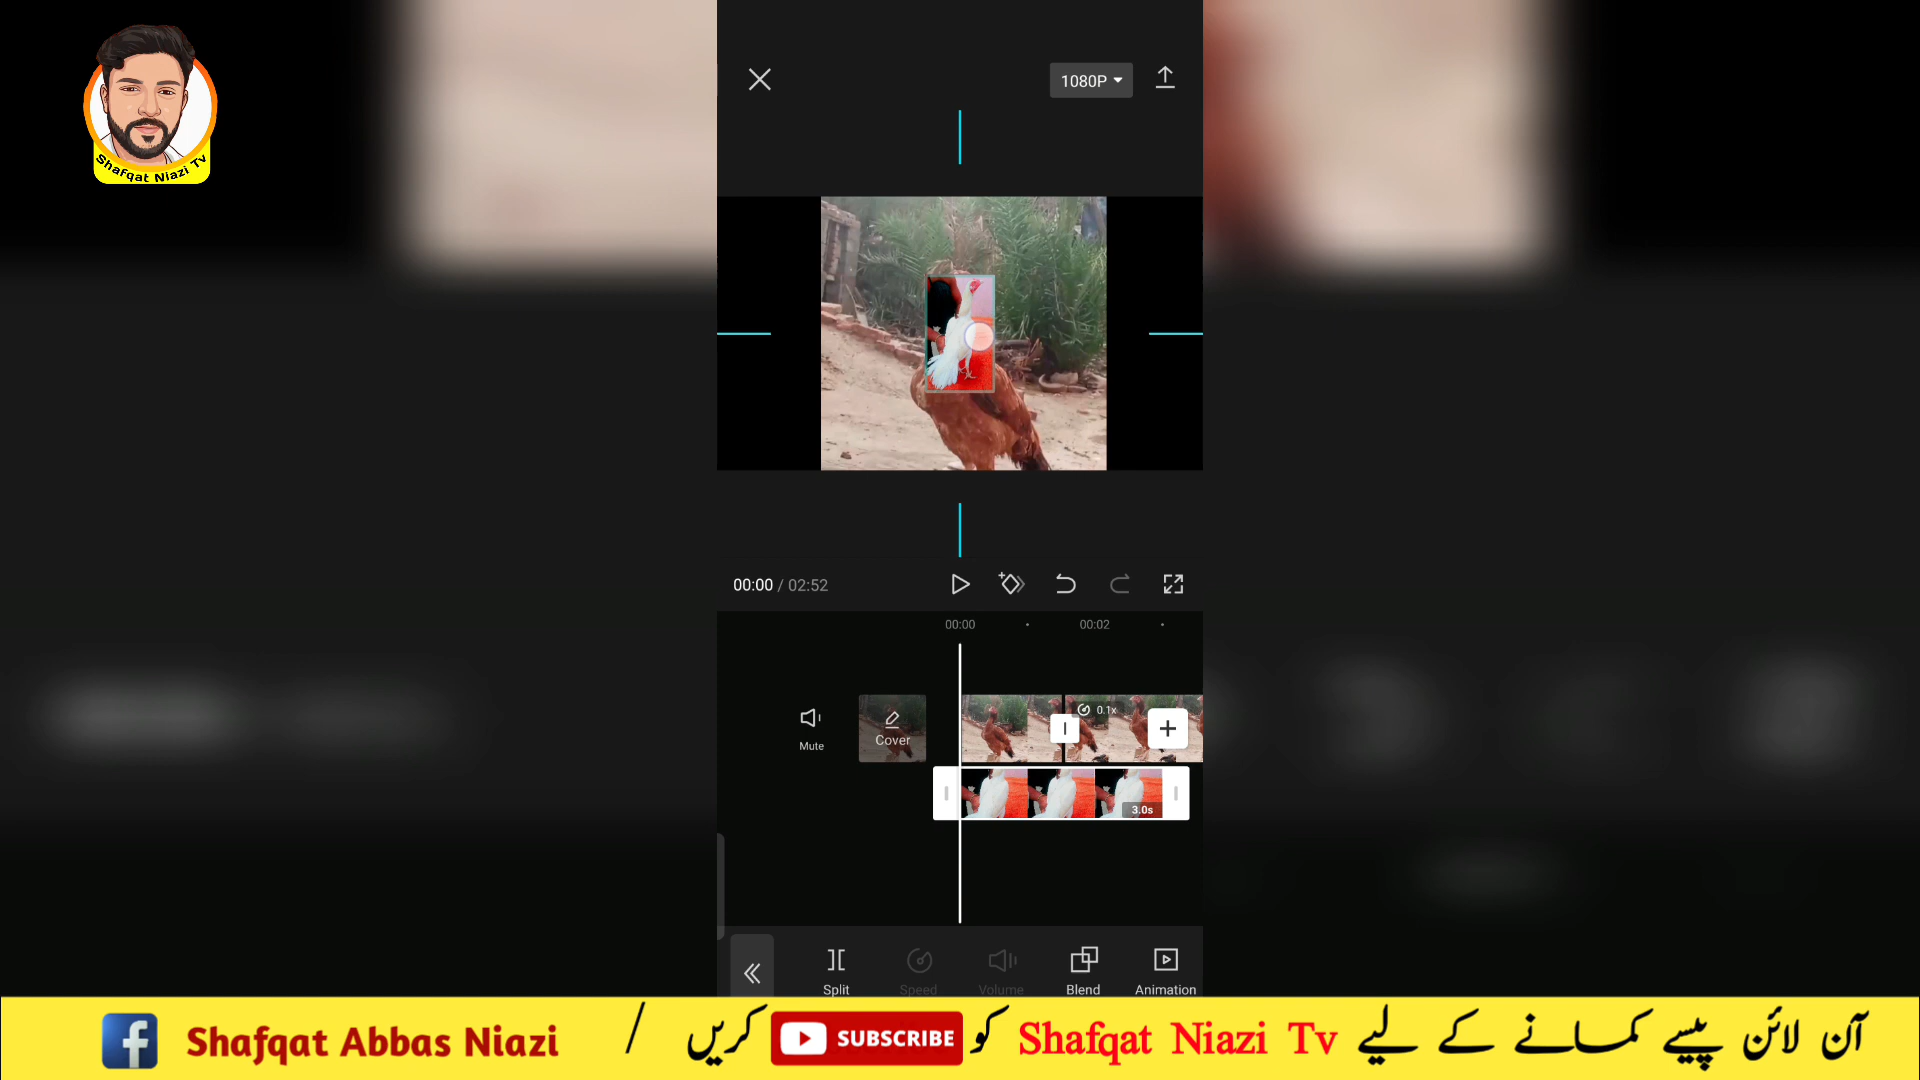 Shafqat Niazi Tv
1080P
00:00 / 02:52
00:00
00:02
Mute
Cover
0.1x
3.0s
Split
Speed
Volume
Blend
Animation
Shafqat Abbas Niazi
آن لائن پیسے کمانے کے لیے Shafqat Niazi Tv کو SUBSCRIBE کریں /